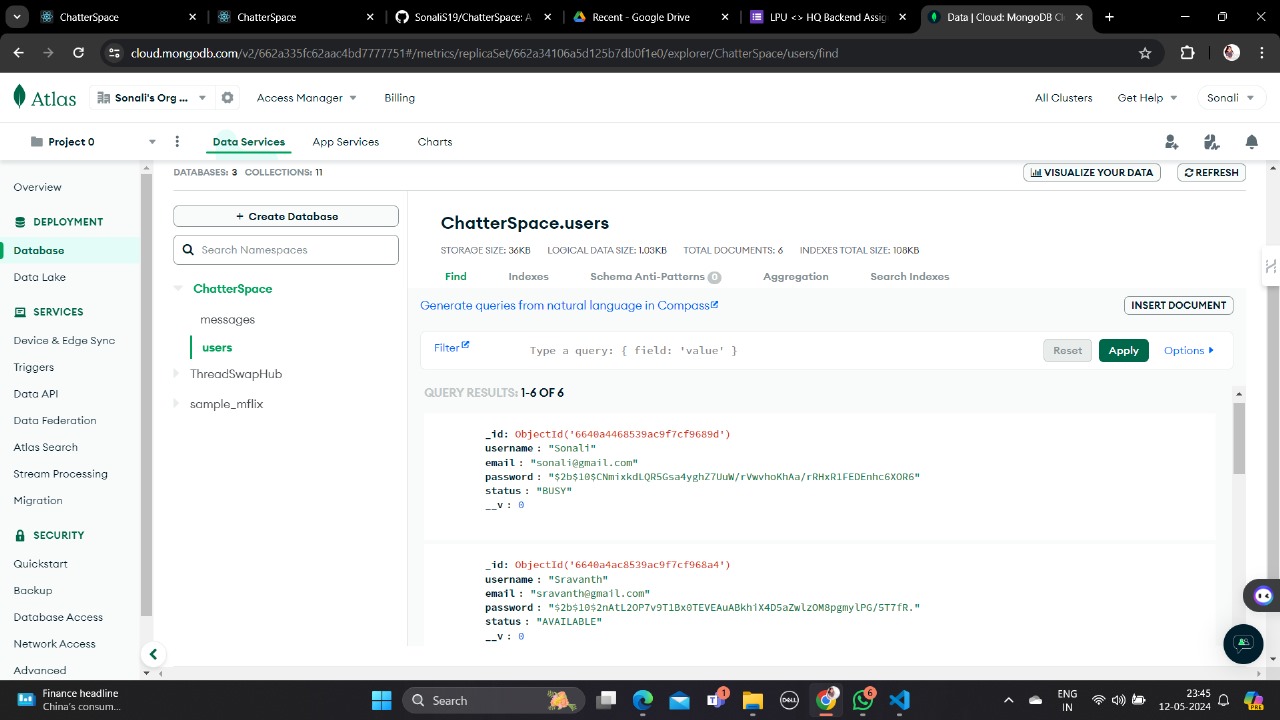 ChatterSpace
ChatterSpace
SonaliS19/ChatterSpace: A
Recent - Google Drive
LPU <> HQ Backend Assig
Data | Cloud: MongoDB Cl
cloud.mongodb.com/v2/662a335fc62aac4bd7777751#/metrics/replicaSet/662a34106a5d125b7db0f1e0/explorer/ChatterSpace/users/find
Atlas
Sonali's Org ...
Access Manager
Billing
All Clusters
Get Help
Sonali
Project 0
Data Services
App Services
Charts
Overview
DEPLOYMENT
Database
Data Lake
SERVICES
Device & Edge Sync
Triggers
Data API
Data Federation
Atlas Search
Stream Processing
Migration
SECURITY
Quickstart
Backup
Database Access
Network Access
Advanced
DATABASES: 3 COLLECTIONS: 11
VISUALIZE YOUR DATA
REFRESH
+ Create Database
Search Namespaces
ChatterSpace
messages
users
ThreadSwapHub
sample_mflix
ChatterSpace.users
STORAGE SIZE: 36KB LOGICAL DATA SIZE: 1.03KB TOTAL DOCUMENTS: 6 INDEXES TOTAL SIZE: 108KB
Find Indexes Schema Anti-Patterns 0 Aggregation Search Indexes
Generate queries from natural language in Compass
INSERT DOCUMENT
Filter
Type a query: { field: 'value' }
Reset
Apply
Options
QUERY RESULTS: 1-6 OF 6
_id: ObjectId('6640a4468539ac9f7cf9689d')
username : "Sonali"
email : "sonali@gmail.com"
password : "$2b$10$CNmixkdLQR5Gsa4yghZ7UuW/rVwvhoKhAa/rRHxR1FEDEnhc6XOR6"
status : "BUSY"
__v : 0
_id: ObjectId('6640a4ac8539ac9f7cf968a4')
username : "Sravanth"
email : "sravanth@gmail.com"
password : "$2b$10$2nAtL2OP7v9T1Bx0TEVEAuABkhiX4D5aZwlzOM8pgmylPG/5T7fR."
status : "AVAILABLE"
__v : 0
Finance headline
China's consum...
Search
DELL
1
6
ENG
IN
23:45
12-05-2024
PRE